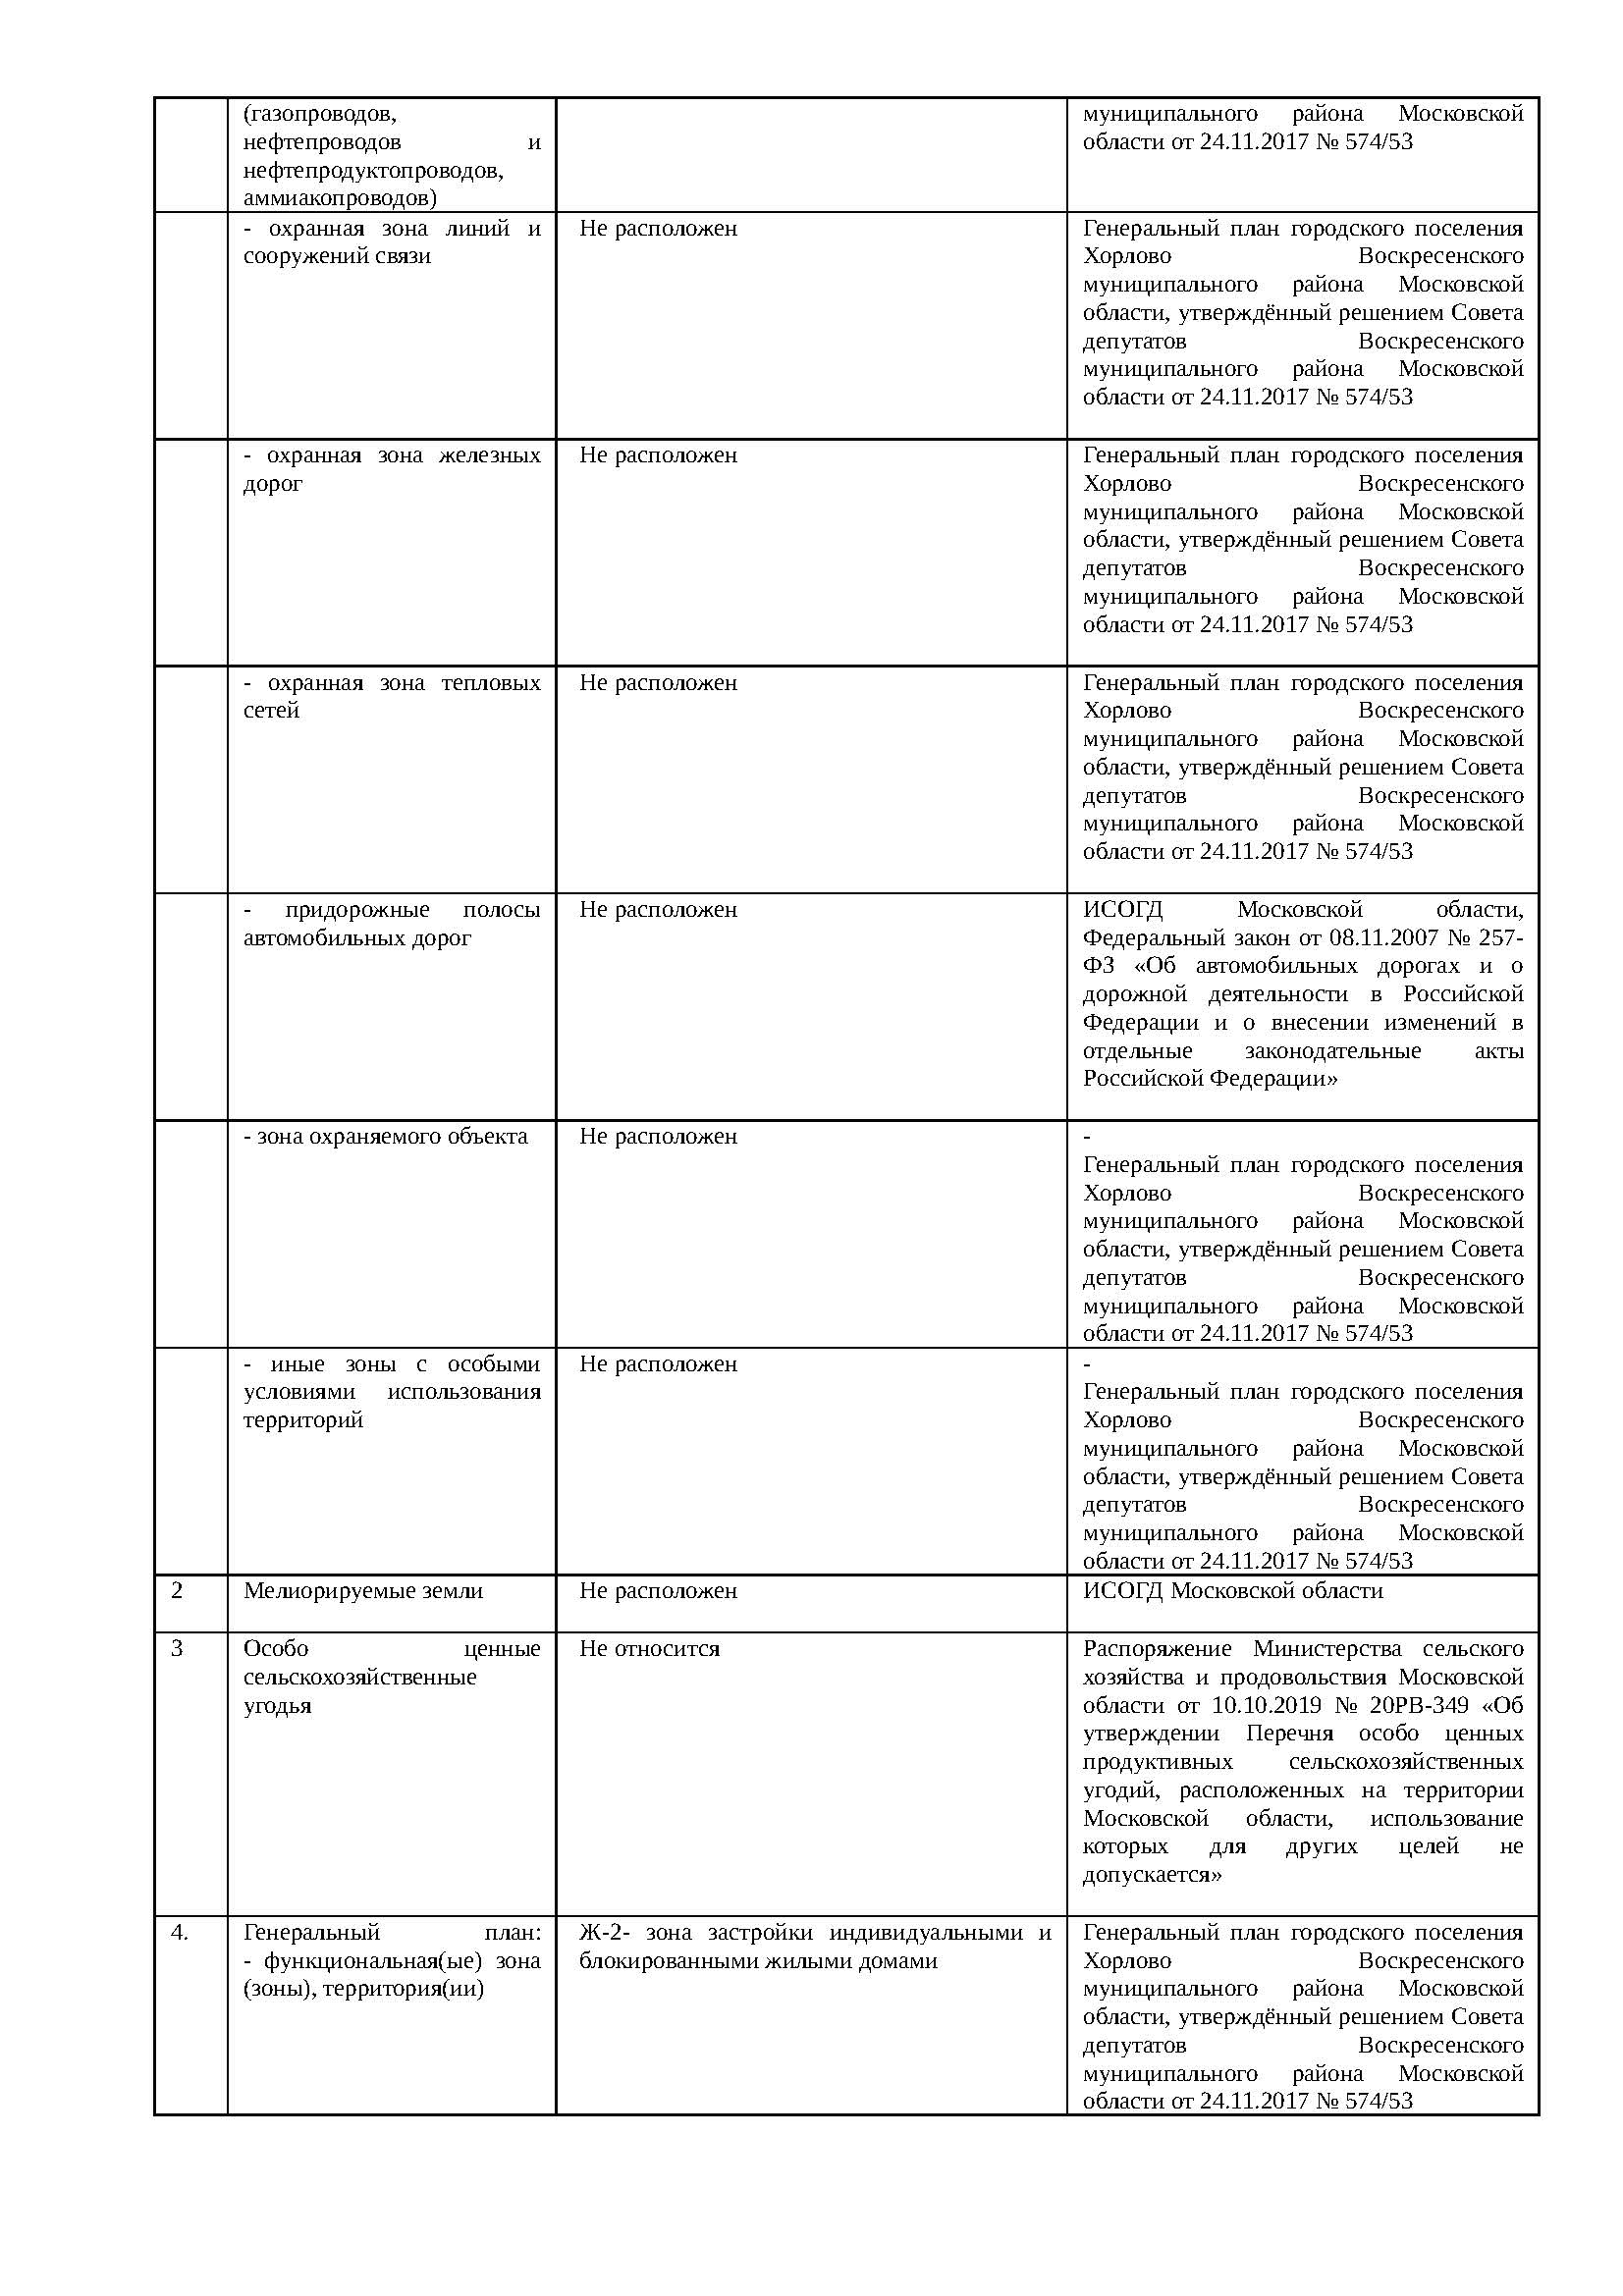 (газопроводов,
нефтепроводов и
нефтепродуктопроводов,
аммиакопроводов)
муниципального района Московской
области от 24.11.2017 № 574/53
- охранная зона линий и
сооружений связи
Не расположен
Генеральный план городского поселения
Хорлово Воскресенского
муниципального района Московской
области, утверждённый решением Совета
депутатов Воскресенского
муниципального района Московской
области от 24.11.2017 № 574/53
- охранная зона железных
дорог
Не расположен
Генеральный план городского поселения
Хорлово Воскресенского
муниципального района Московской
области, утверждённый решением Совета
депутатов Воскресенского
муниципального района Московской
области от 24.11.2017 № 574/53
- охранная зона тепловых
сетей
Не расположен
Генеральный план городского поселения
Хорлово Воскресенского
муниципального района Московской
области, утверждённый решением Совета
депутатов Воскресенского
муниципального района Московской
области от 24.11.2017 № 574/53
- придорожные полосы
автомобильных дорог
Не расположен
ИСОГД Московской области,
Федеральный закон от 08.11.2007 № 257-
ФЗ «Об автомобильных дорогах и о
дорожной деятельности в Российской
Федерации и о внесении изменений в
отдельные законодательные акты
Российской Федерации»
- зона охраняемого объекта
Не расположен
-
Генеральный план городского поселения
Хорлово Воскресенского
муниципального района Московской
области, утверждённый решением Совета
депутатов Воскресенского
муниципального района Московской
области от 24.11.2017 № 574/53
- иные зоны с особыми
условиями использования
территорий
Не расположен
-
Генеральный план городского поселения
Хорлово Воскресенского
муниципального района Московской
области, утверждённый решением Совета
депутатов Воскресенского
муниципального района Московской
области от 24.11.2017 № 574/53
2
Мелиорируемые земли
Не расположен
ИСОГД Московской области
3
Особо ценные
сельскохозяйственные
угодья
Не относится
Распоряжение Министерства сельского
хозяйства и продовольствия Московской
области от 10.10.2019 № 20РВ-349 «Об
утверждении Перечня особо ценных
продуктивных сельскохозяйственных
угодий, расположенных на территории
Московской области, использование
которых для других целей не
допускается»
4.
Генеральный план:
- функциональная(ые) зона
(зоны), территория(ии)
Ж-2- зона застройки индивидуальными и
блокированными жилыми домами
Генеральный план городского поселения
Хорлово Воскресенского
муниципального района Московской
области, утверждённый решением Совета
депутатов Воскресенского
муниципального района Московской
области от 24.11.2017 № 574/53